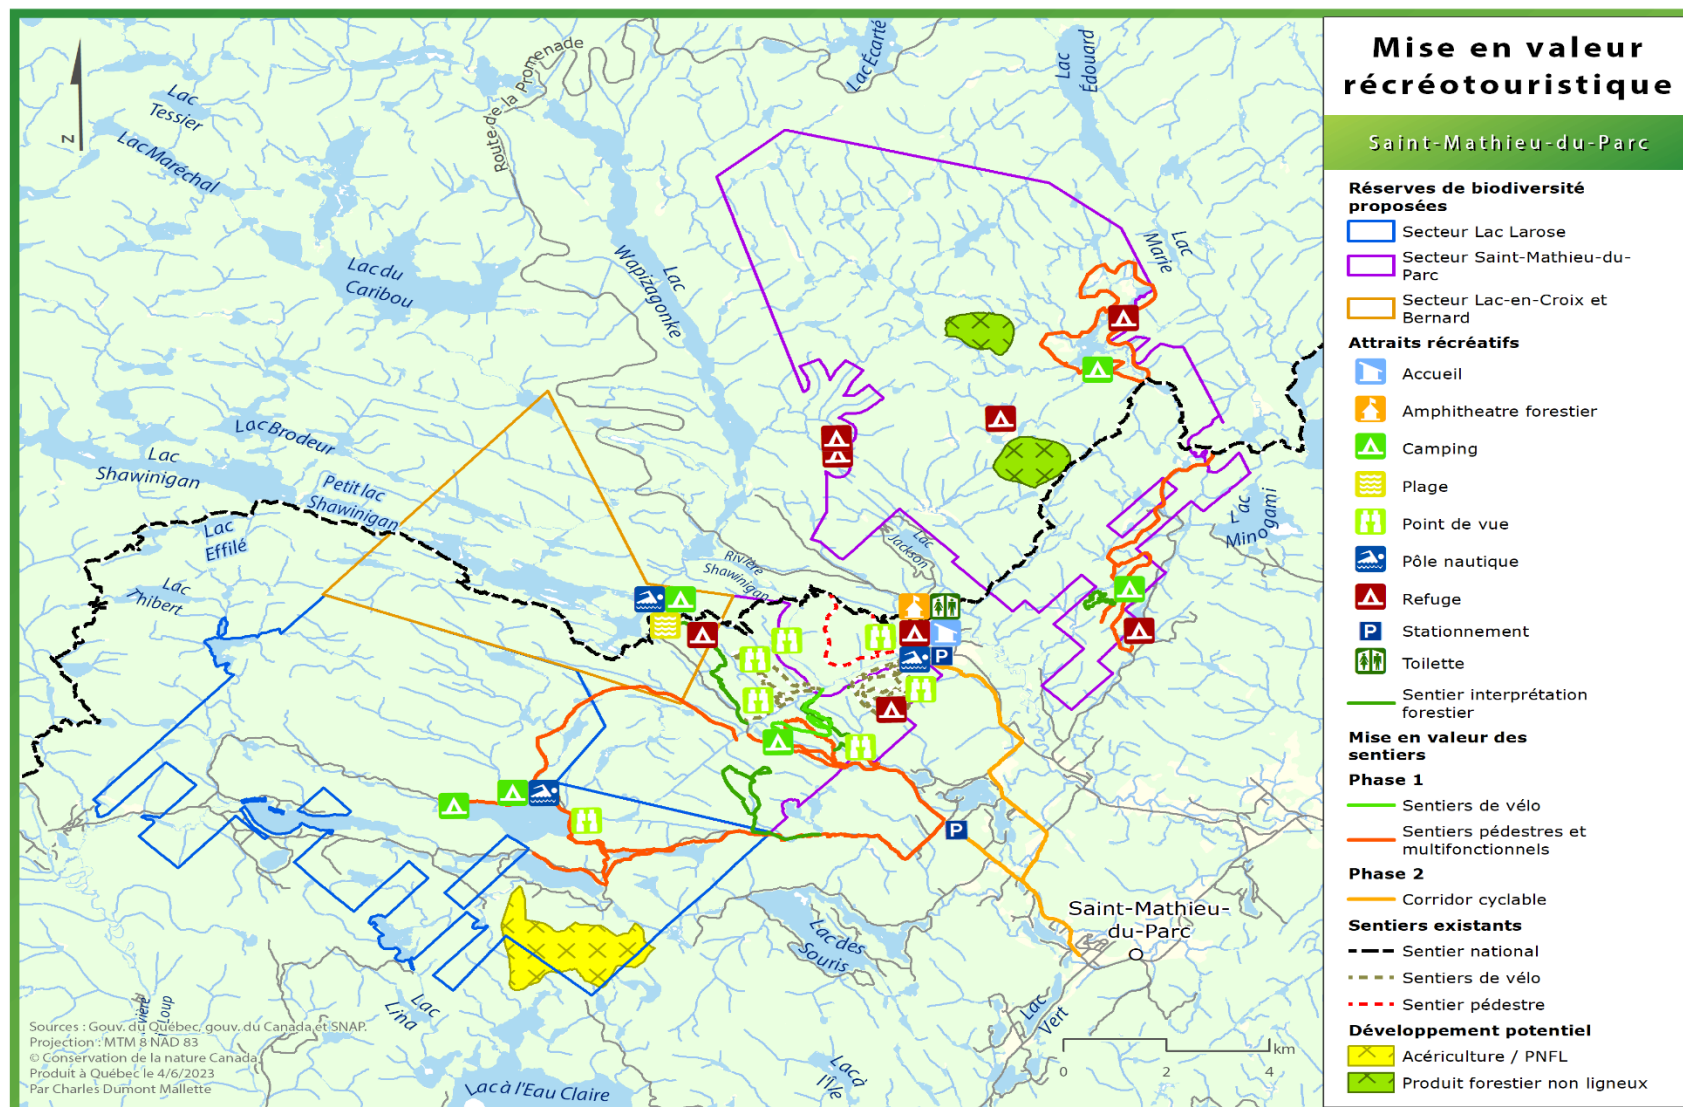 Mise en valeur
récréotouristique
Saint-Mathieu-du-Parc
Réserves de biodiversité
proposées
Secteur Lac Larose
Secteur Saint-Mathieu-du-
Parc
Secteur Lac-en-Croix et
Bernard
Attraits récréatifs
Accueil
Amphitheatre forestier
Camping
Plage
Point de vue
Pôle nautique
Refuge
P
Stationnement
Toilette
Sentier interprétation
forestier
Mise en valeur des
sentiers
Phase 1
Sentiers de vélo
Sentiers pédestres et
multifonctionnels
Phase 2
Corridor cyclable
Sentiers existants
Sentier national
Sentiers de vélo
Sentier pédestre
Développement potentiel
Acériculture / PNFL
Produit forestier non ligneux
N
Lac
Tessier
Lac Maréchal
Route de la Promenade
Lac Écarté
Lac
Édouard
Lac du
Caribou
Lac
Wapizagonke
Lac
Marie
Lac Brodeur
Lac
Shawinigan
Petit lac
Shawinigan
Lac
Effilé
Lac
Thibert
Rivière
Shawinigan
Lac
Jackson
Lac
Minogami
P
P
Saint-Mathieu-
du-Parc
Lac des
Souris
Lac
Lina
Lac
Vert
Lac à l'Eau Claire
Sources : Gouv. du Québec, gouv. du Canada et SNAP.
Projection : MTM 8 NAD 83
© Conservation de la nature Canada
Produit à Québec le 4/6/2023
Par Charles Dumont Mallette
km
0 2 4